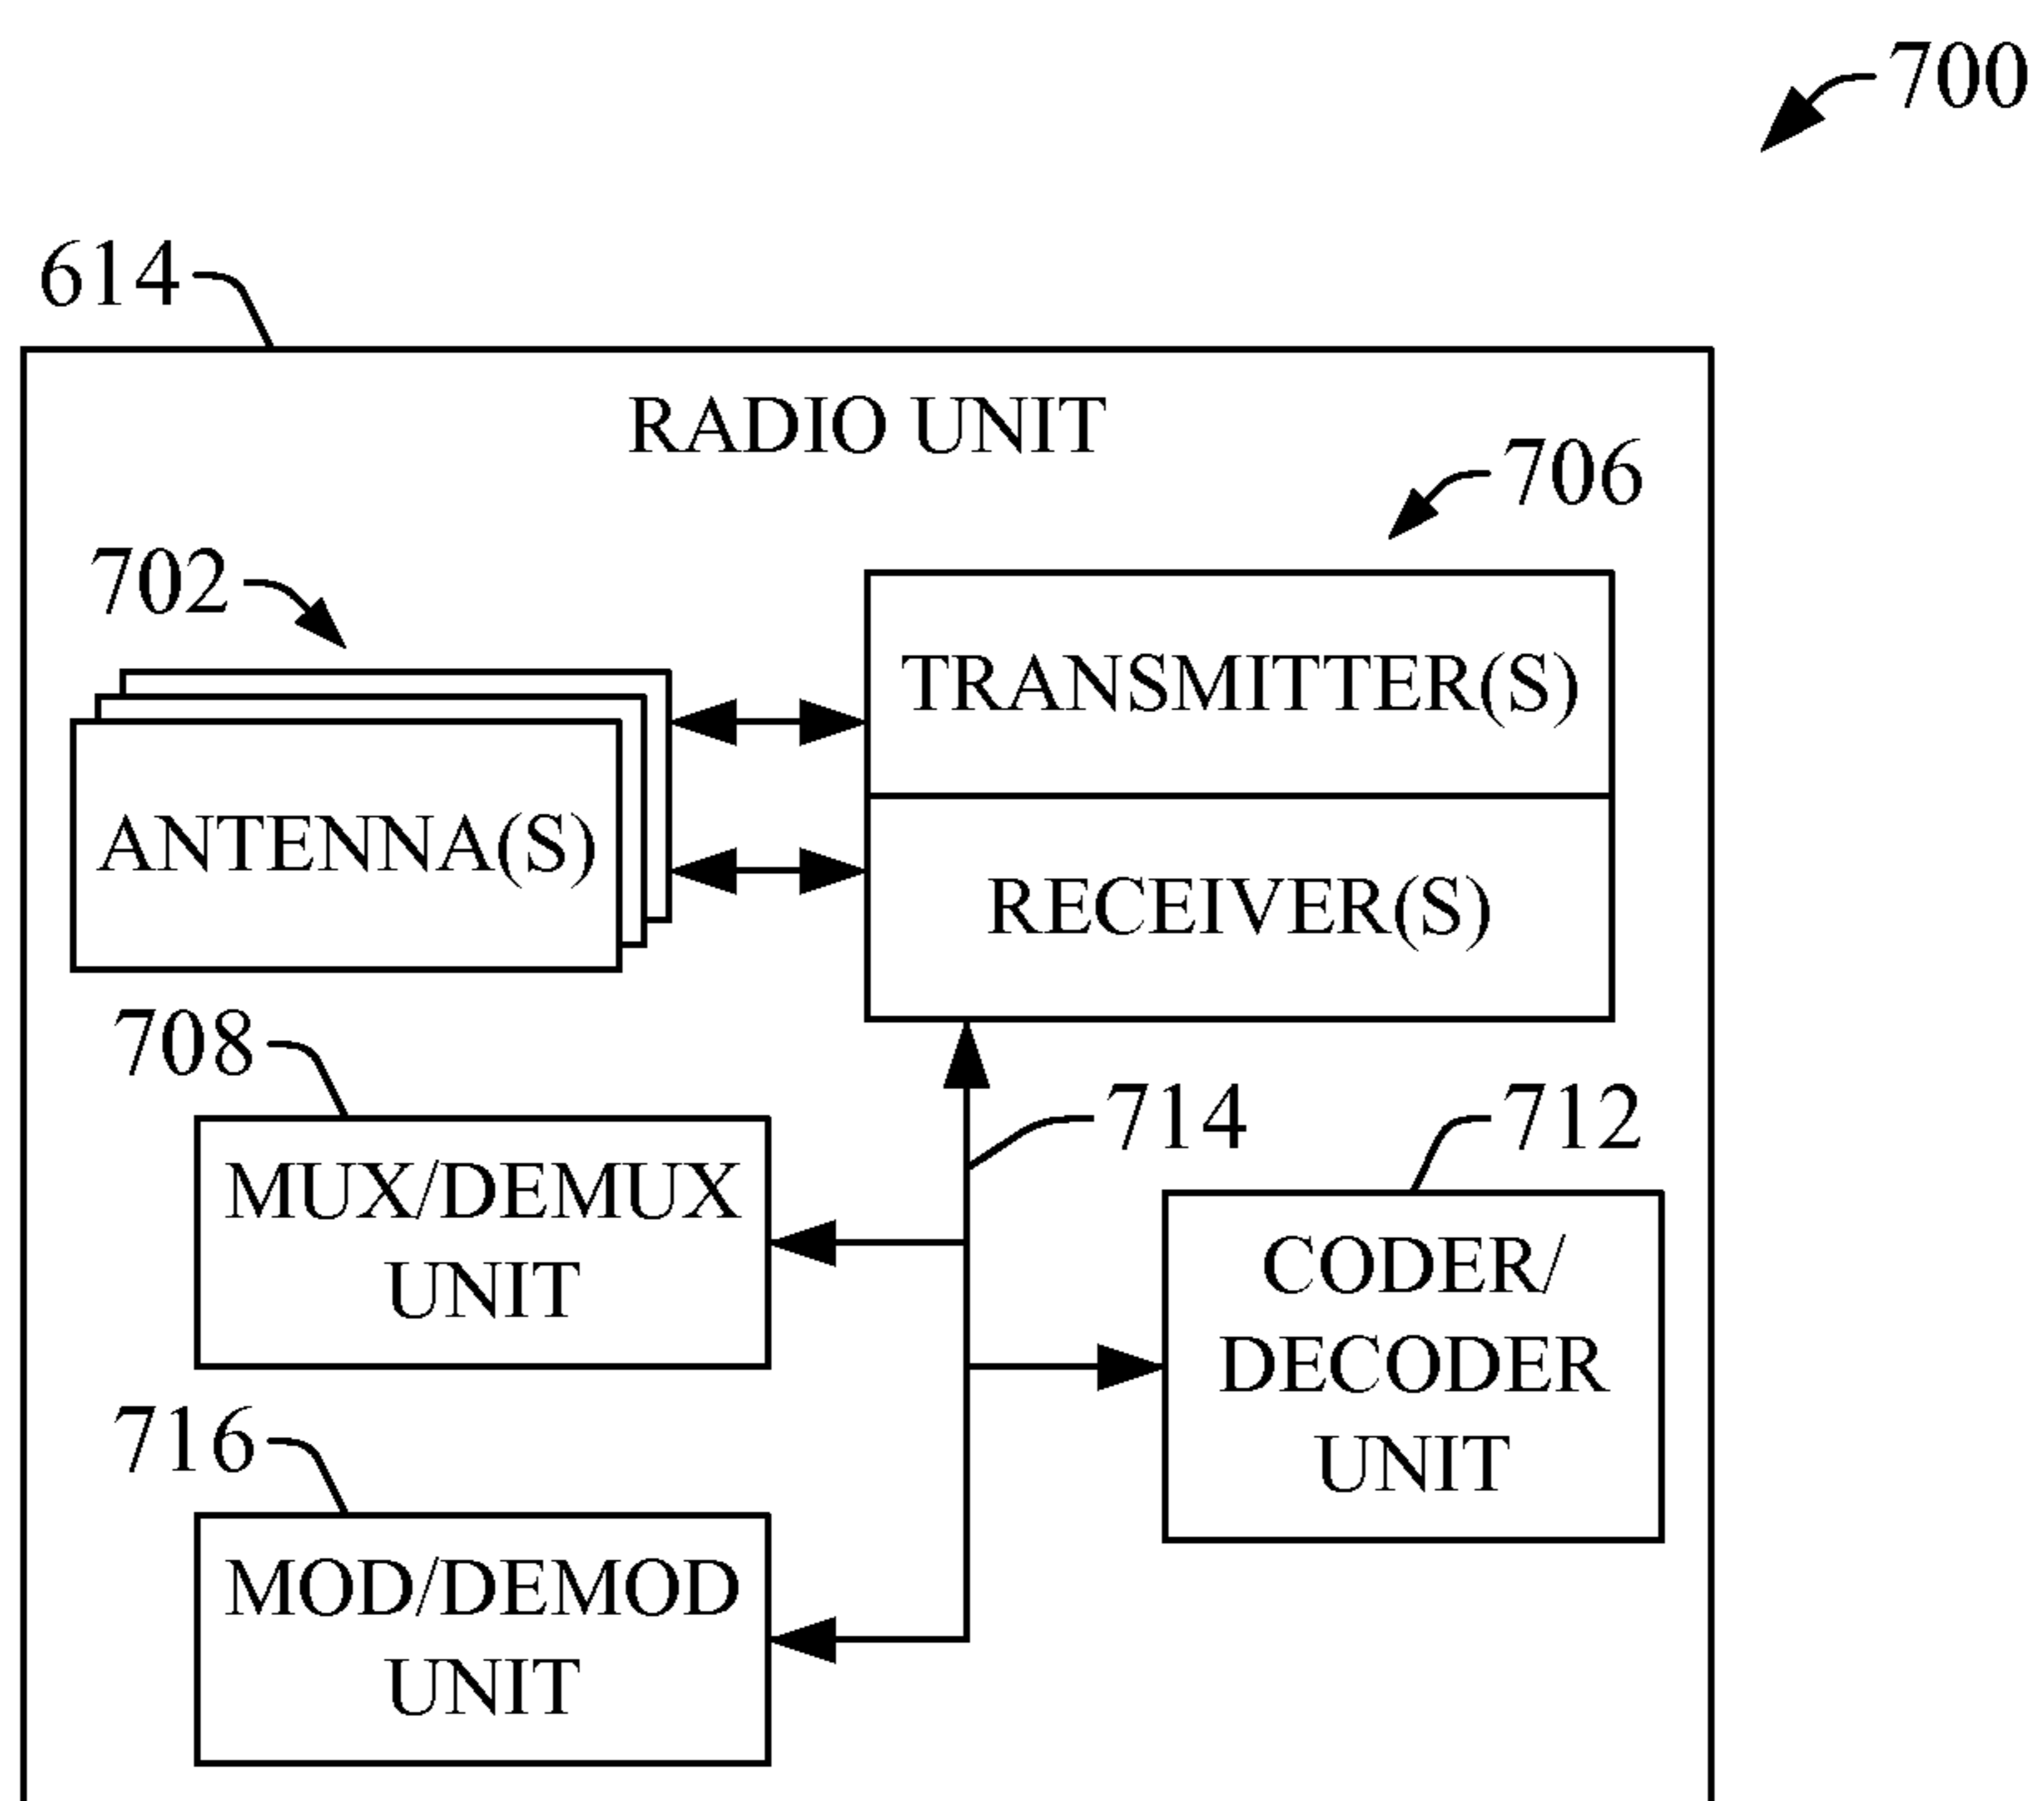 700
614
RADIO UNIT
706
702
TRANSMITTER(S)
ANTENNA(S)
RECEIVER(S)
708
714
712
MUX/DEMUX
UNIT
CODER/
DECODER
UNIT
716
MOD/DEMOD
UNIT